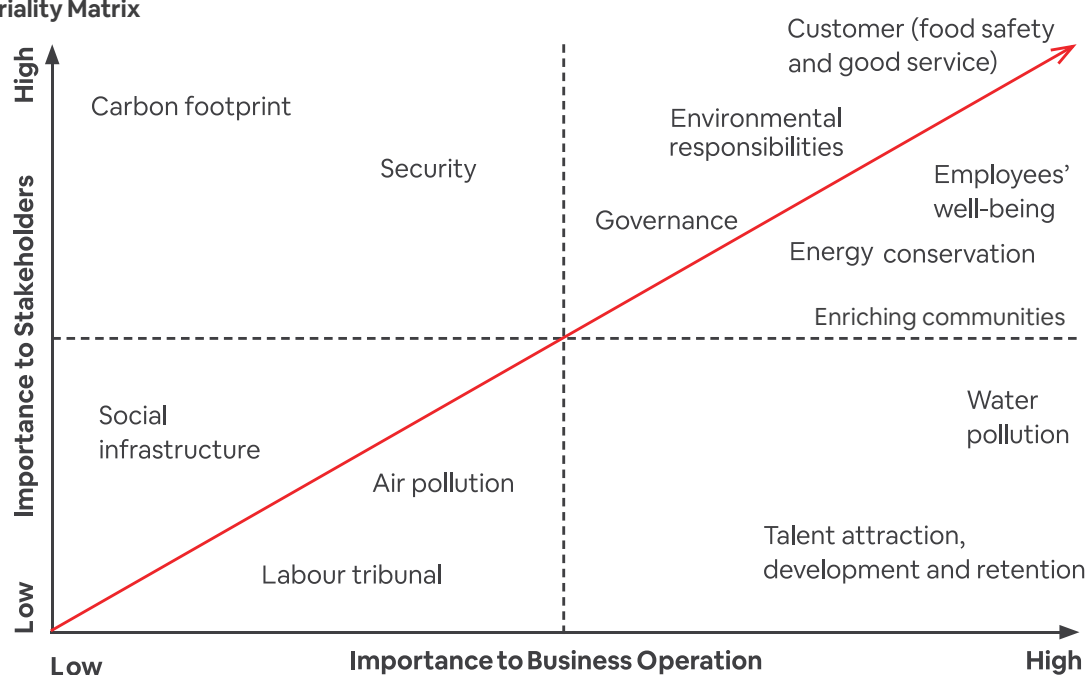 riality Matrix
High
Importance to Stakeholders
Low
Customer (food safety
and good service)
Carbon footprint
Environmental
responsibilities
Security
Employees'
well-being
Governance
Energy conservation
Enriching communities
Social
infrastructure
Water
pollution
Air pollution
Talent attraction,
development and retention
Labour tribunal
Low
Importance to Business Operation
High